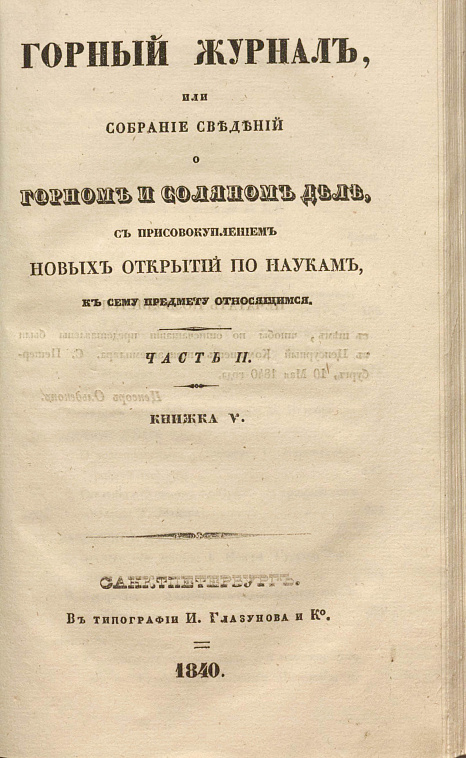 ГОРНЫЙ ЖУРНАЛЪ,
ИЛИ
СОБРАНІЕ СВѢДѢНІЙ
О
ГОРНОМЪ И СОЛЯНОМЪ ДѢЛѢ,
СЪ ПРИСОВОКУПЛЕНІЕМЪ
НОВЫХЪ ОТКРЫТІЙ ПО НАУКАМЪ,
КЪ СЕМУ ПРЕДМЕТУ ОТНОСЯЩИМСЯ.
ЧАСТЬ II.
КНИЖКА V.
САНКТПЕТЕРБУРГЪ.
ВЪ ТИПОГРАФІИ И. ГЛАЗУНОВА И Кº.
1840.